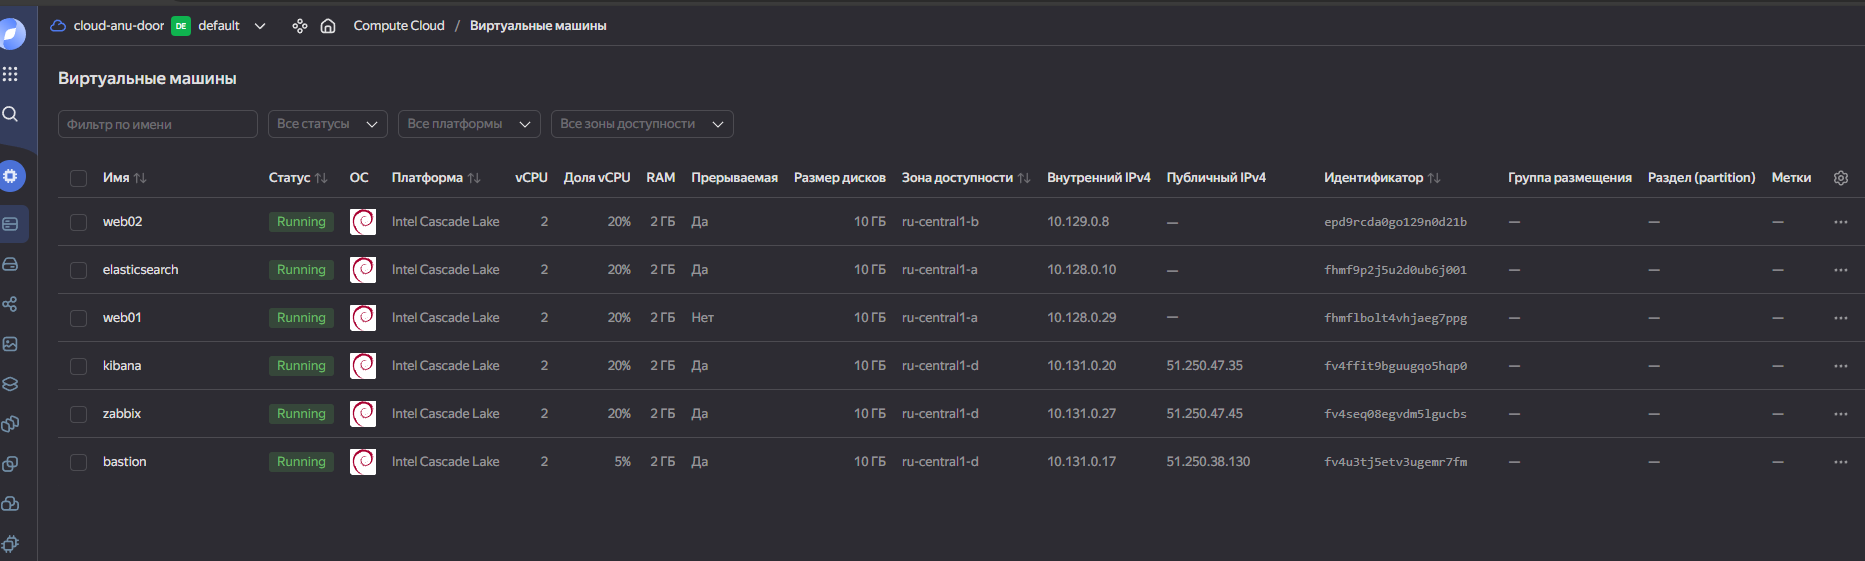 cloud-anu-door DE default Compute Cloud / Виртуальные машины
Виртуальные машины
Фильтр по имени Все статусы Все платформы Все зоны доступности
Имя Статус ОС Платформа vCPU Доля vCPU RAM Прерываемая Размер дисков Зона доступности Внутренний IPv4 Публичный IPv4 Идентификатор Группа размещения Раздел (partition) Метки
web02 Running Intel Cascade Lake 2 20% 2 ГБ Да 10 ГБ ru-central1-b 10.129.0.8 — epd9rcda0go129n0d21b — — —
elasticsearch Running Intel Cascade Lake 2 20% 2 ГБ Да 10 ГБ ru-central1-a 10.128.0.10 — fhmf9p2j5u2d0ub6j001 — — —
web01 Running Intel Cascade Lake 2 20% 2 ГБ Нет 10 ГБ ru-central1-a 10.128.0.29 — fhmflbolt4vhjaeg7ppg — — —
kibana Running Intel Cascade Lake 2 20% 2 ГБ Да 10 ГБ ru-central1-d 10.131.0.20 51.250.47.35 fv4ffit9bguugqo5hqp0 — — —
zabbix Running Intel Cascade Lake 2 20% 2 ГБ Да 10 ГБ ru-central1-d 10.131.0.27 51.250.47.45 fv4seq08egvdm5lgucbs — — —
bastion Running Intel Cascade Lake 2 5% 2 ГБ Да 10 ГБ ru-central1-d 10.131.0.17 51.250.38.130 fv4u3tj5etv3ugemr7fm — — —